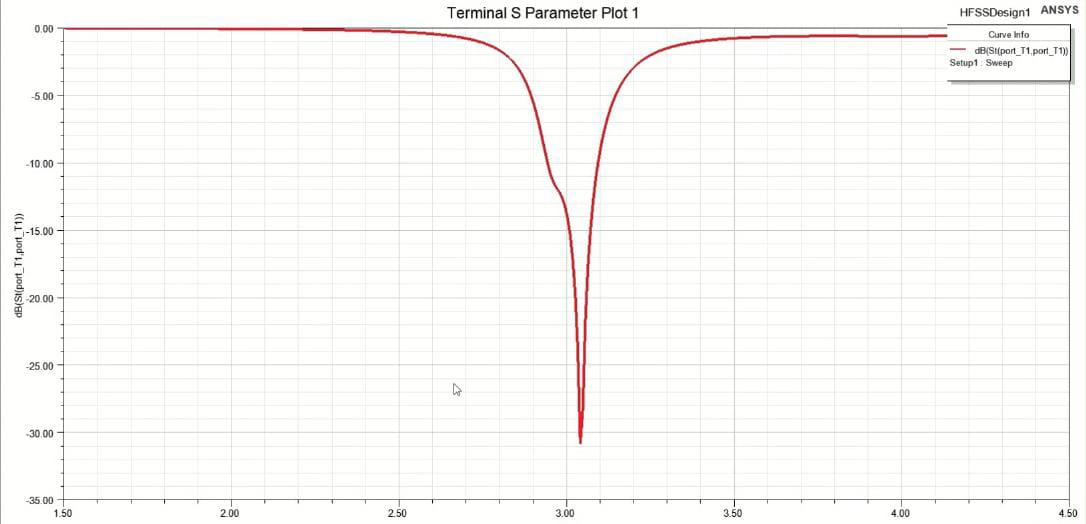 Terminal S Parameter Plot 1
HFSSDesign1 ANSYS
Curve Info
dB(St(port_T1,port_T1))
Setup1 : Sweep
0.00
-5.00
-10.00
-15.00
-20.00
-25.00
-30.00
-35.00
dB(St(port_T1,port_T1))
1.50 2.00 2.50 3.00 3.50 4.00 4.50